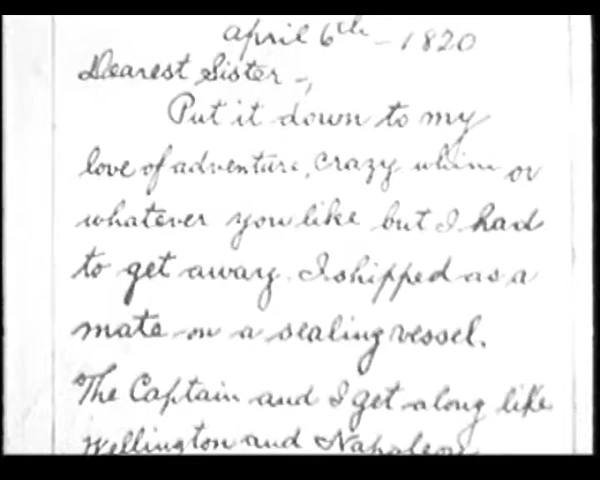 April 6th - 1820
Dearest Sister -,
Put it down to my
love of adventure, crazy whim or
whatever you like but I had
to get away. I shipped as a
mate on a sealing vessel.
The Captain and I get along like
Wellington and Napoleon